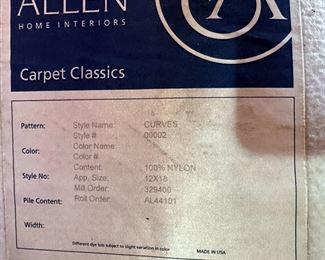 ALLEN
HOME INTERIORS
Carpet Classics
Pattern: Style Name: CURVES
Style # 00002
Color: Color Name:
Color #
Content: 100% NYLON
Style No: App. Size: 12X18
Mill Order: 329400
Pile Content: Roll Order: AL44101
Width:
Different dye lots subject to slight variation in color
MADE IN USA